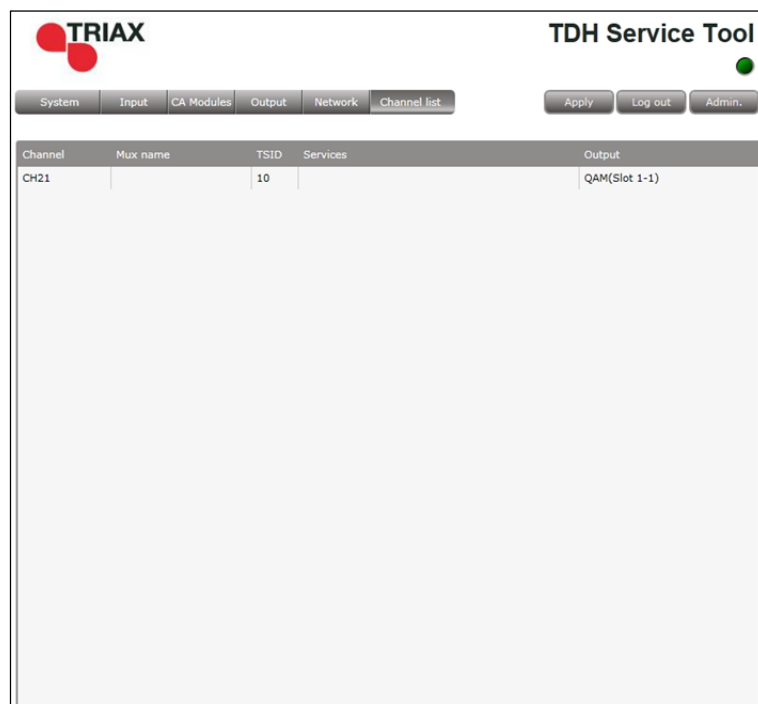 TRIAX
TDH Service Tool
System Input CA Modules Output Network Channel list Apply Log out Admin.
Channel Mux name TSID Services Output
CH21 10 QAM(Slot 1-1)